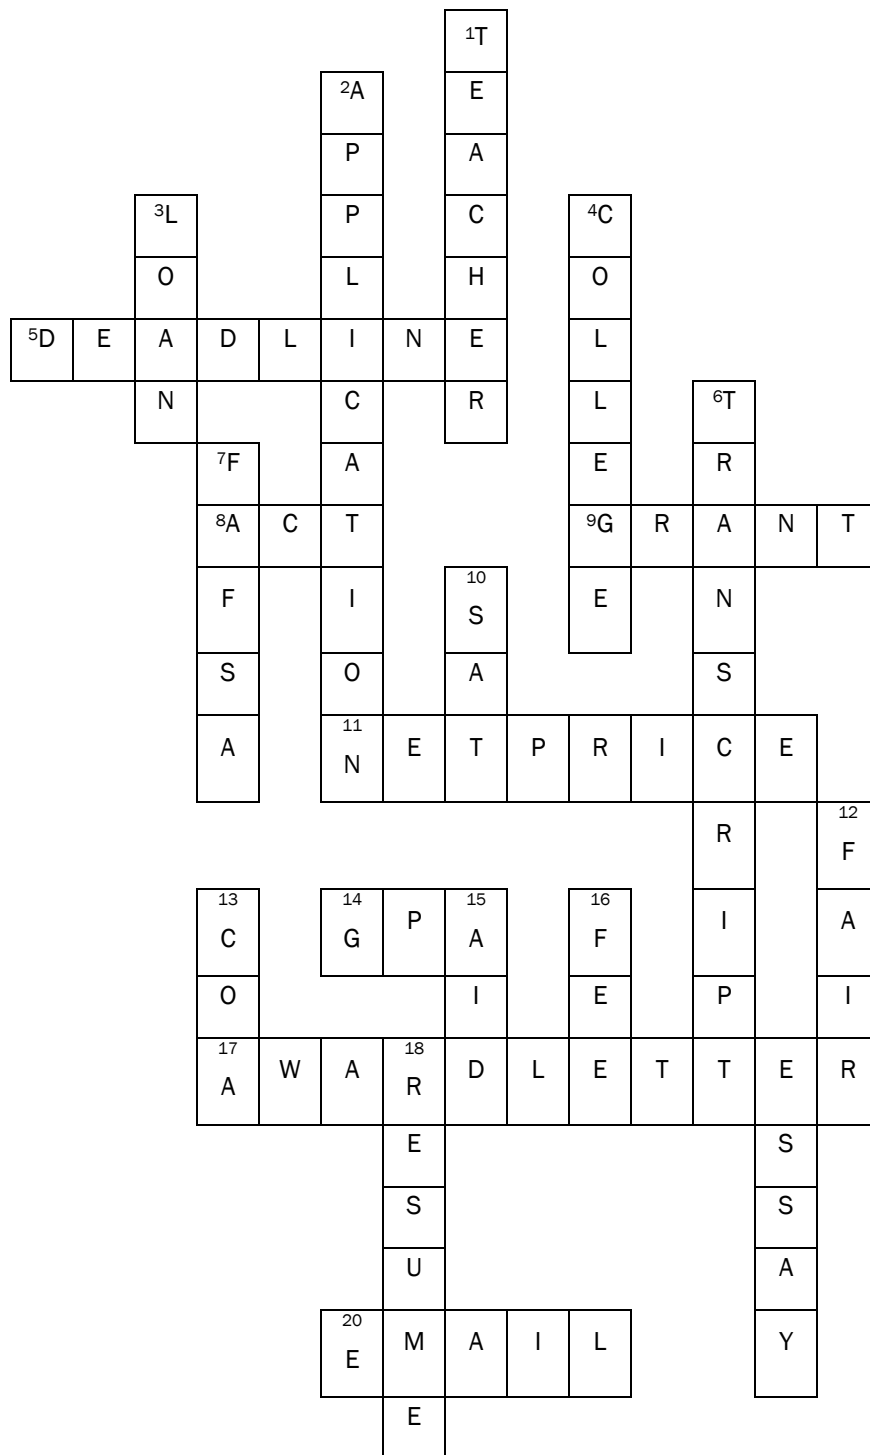 1T
2A E
P A
3L P C 4C
O L H O
5D E A D L I N E L
N C R L 6T
7F A E R
8A C T 9G R A N T
F I 10 S E N
S O A S
A 11 N E T P R I C E
R 12 F
13 C 14 G P 15 A 16 F I A
O I E P I
17 A W A 18 R D L E T T E R
E S
S S
U A
20 E M A I L Y
E